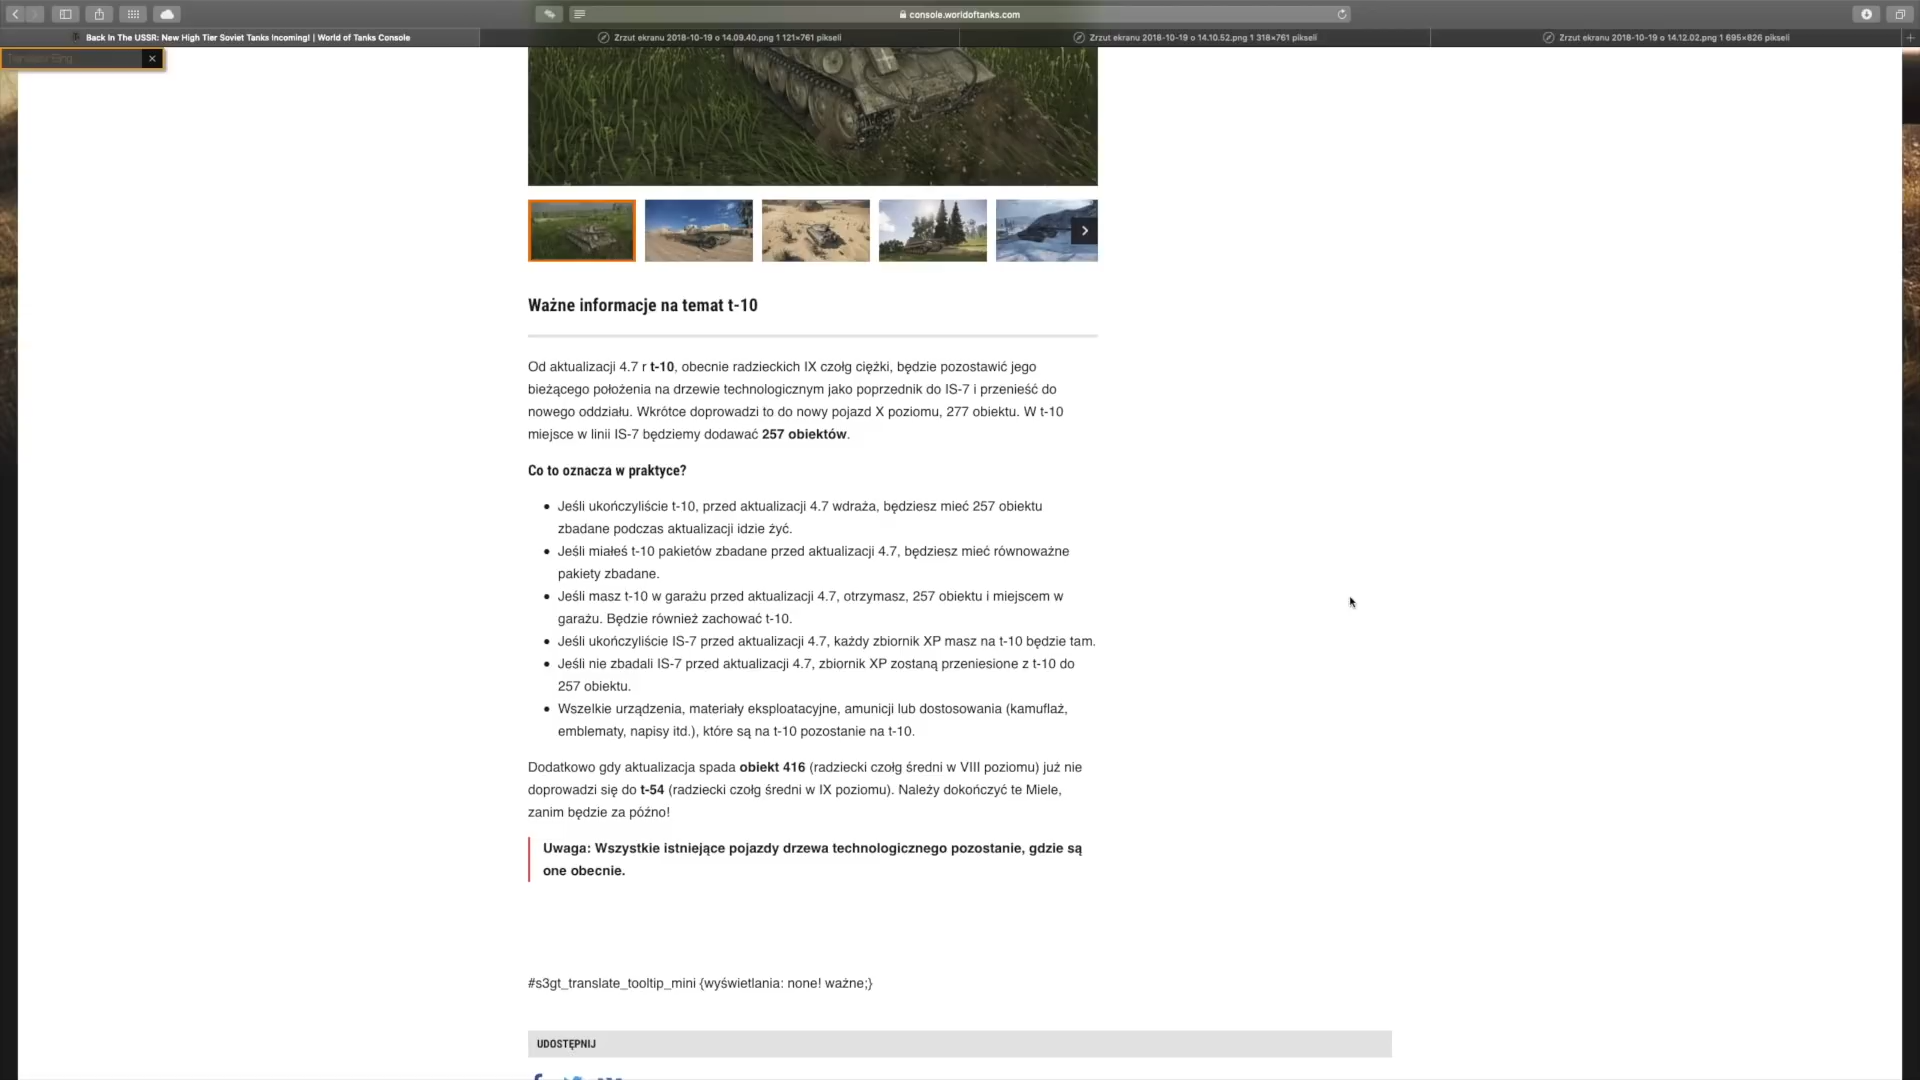 console.worldoftanks.com
Back In The USSR: New High Tier Soviet Tanks Incoming! | World of Tanks Console
Zrzut ekranu 2018-10-19 o 14.09.40.png 1 121×761 pikseli
Zrzut ekranu 2018-10-19 o 14.10.52.png 1 318×761 pikseli
Zrzut ekranu 2018-10-19 o 14.12.02.png 1 695×826 pikseli
Ważne informacje na temat t-10
Od aktualizacji 4.7 r t-10, obecnie radzieckich IX czołg ciężki, będzie pozostawić jego
bieżącego położenia na drzewie technologicznym jako poprzednik do IS-7 i przenieść do
nowego oddziału. Wkrótce doprowadzi to do nowy pojazd X poziomu, 277 obiektu. W t-10
miejsce w linii IS-7 będziemy dodawać 257 obiektów.
Co to oznacza w praktyce?
Jeśli ukończyliście t-10, przed aktualizacji 4.7 wdraża, będziesz mieć 257 obiektu
zbadane podczas aktualizacji idzie żyć.
Jeśli miałeś t-10 pakietów zbadane przed aktualizacji 4.7, będziesz mieć równoważne
pakiety zbadane.
Jeśli masz t-10 w garażu przed aktualizacji 4.7, otrzymasz, 257 obiektu i miejscem w
garażu. Będzie również zachować t-10.
Jeśli ukończyliście IS-7 przed aktualizacji 4.7, każdy zbiornik XP masz na t-10 będzie tam.
Jeśli nie zbadali IS-7 przed aktualizacji 4.7, zbiornik XP zostaną przeniesione z t-10 do
257 obiektu.
Wszelkie urządzenia, materiały eksploatacyjne, amunicji lub dostosowania (kamuflaż,
emblematy, napisy itd.), które są na t-10 pozostanie na t-10.
Dodatkowo gdy aktualizacja spada obiekt 416 (radziecki czołg średni w VIII poziomu) już nie
doprowadzi się do t-54 (radziecki czołg średni w IX poziomu). Należy dokończyć te Miele,
zanim będzie za późno!
Uwaga: Wszystkie istniejące pojazdy drzewa technologicznego pozostanie, gdzie są
one obecnie.
#s3gt_translate_tooltip_mini {wyświetlania: none! ważne;}
UDOSTĘPNIJ